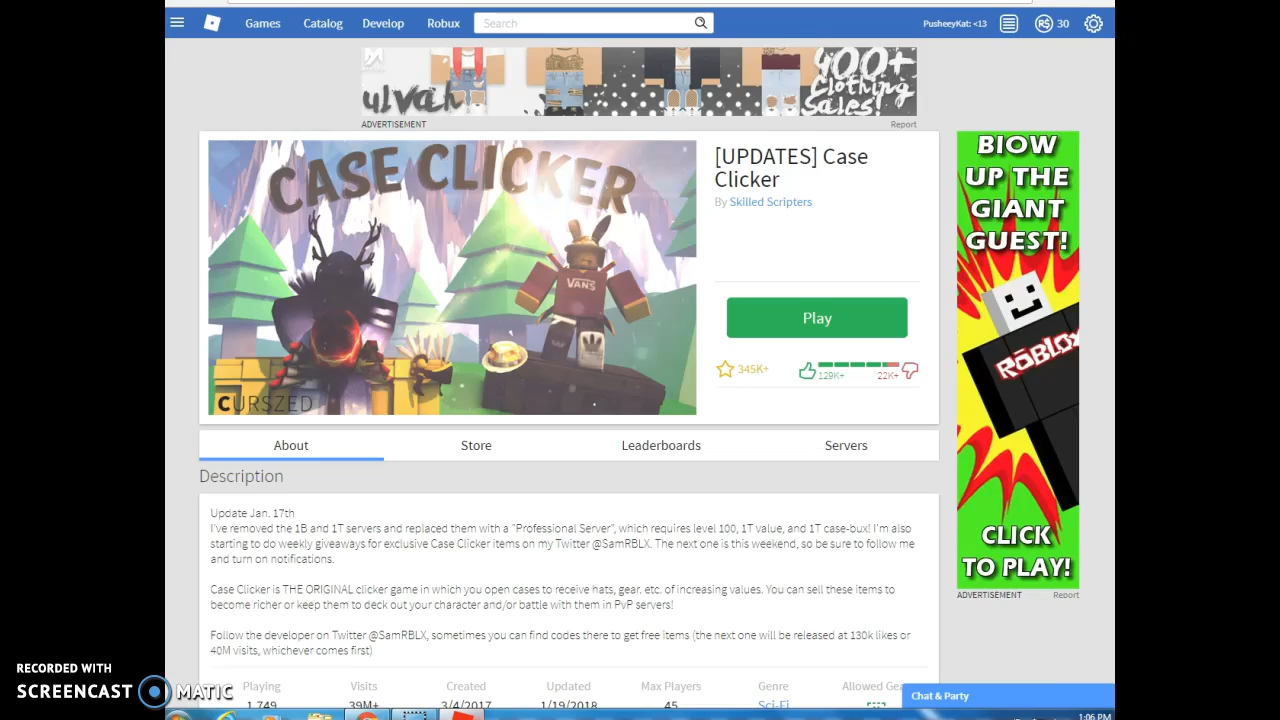 Games Catalog Develop Robux Search PusheeyKat: <13 R$ 30
ulvah 400+
Clothing
Sales!
ADVERTISEMENT Report
CASE CLICKER
VANS
CURSZED
[UPDATES] Case
Clicker
By Skilled Scripters
Play
345K+ 129K+ 22K+
About Store Leaderboards Servers
Description
Update Jan. 17th
I've removed the 1B and 1T servers and replaced them with a "Professional Server", which requires level 100, 1T value, and 1T case-bux! I'm also
starting to do weekly giveaways for exclusive Case Clicker items on my Twitter @SamRBLX. The next one is this weekend, so be sure to follow me
and turn on notifications.
Case Clicker is THE ORIGINAL clicker game in which you open cases to receive hats, gear, etc. of increasing values. You can sell these items to
become richer or keep them to deck out your character and/or battle with them in PvP servers!
Follow the developer on Twitter @SamRBLX, sometimes you can find codes there to get free items (the next one will be released at 130k likes or
40M visits, whichever comes first)
Playing Visits Created Updated Max Players Genre Allowed
1,749 39M+ 3/4/2017 1/19/2018 45 Sci-Fi
BLOW
UP THE
GIANT
GUEST!
ROBLOX
CLICK
TO PLAY!
ADVERTISEMENT Report
Chat & Party
1:06 PM
RECORDED WITH
SCREENCAST MATIC